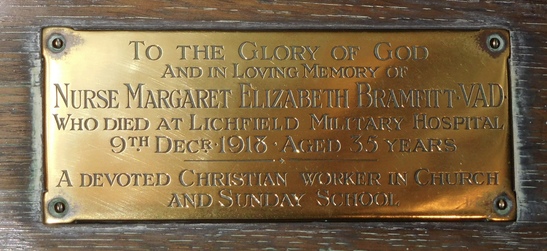 To the Glory of God
And in Loving Memory of
Nurse Margaret Elizabeth Bramfitt·VAD·
Who died at Lichfield Military Hospital
9th Decr·1918·Aged 35 years
A devoted Christian worker in Church
and Sunday School